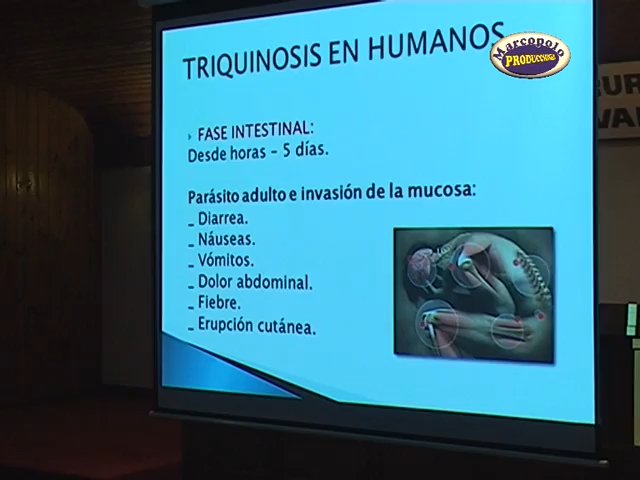 TRIQUINOSIS EN HUMANOS
Marcopolo
PRODUCCIONES
FASE INTESTINAL:
Desde horas - 5 días.
Parásito adulto e invasión de la mucosa:
_ Diarrea.
_ Náuseas.
_ Vómitos.
_ Dolor abdominal.
_ Fiebre.
_ Erupción cutánea.